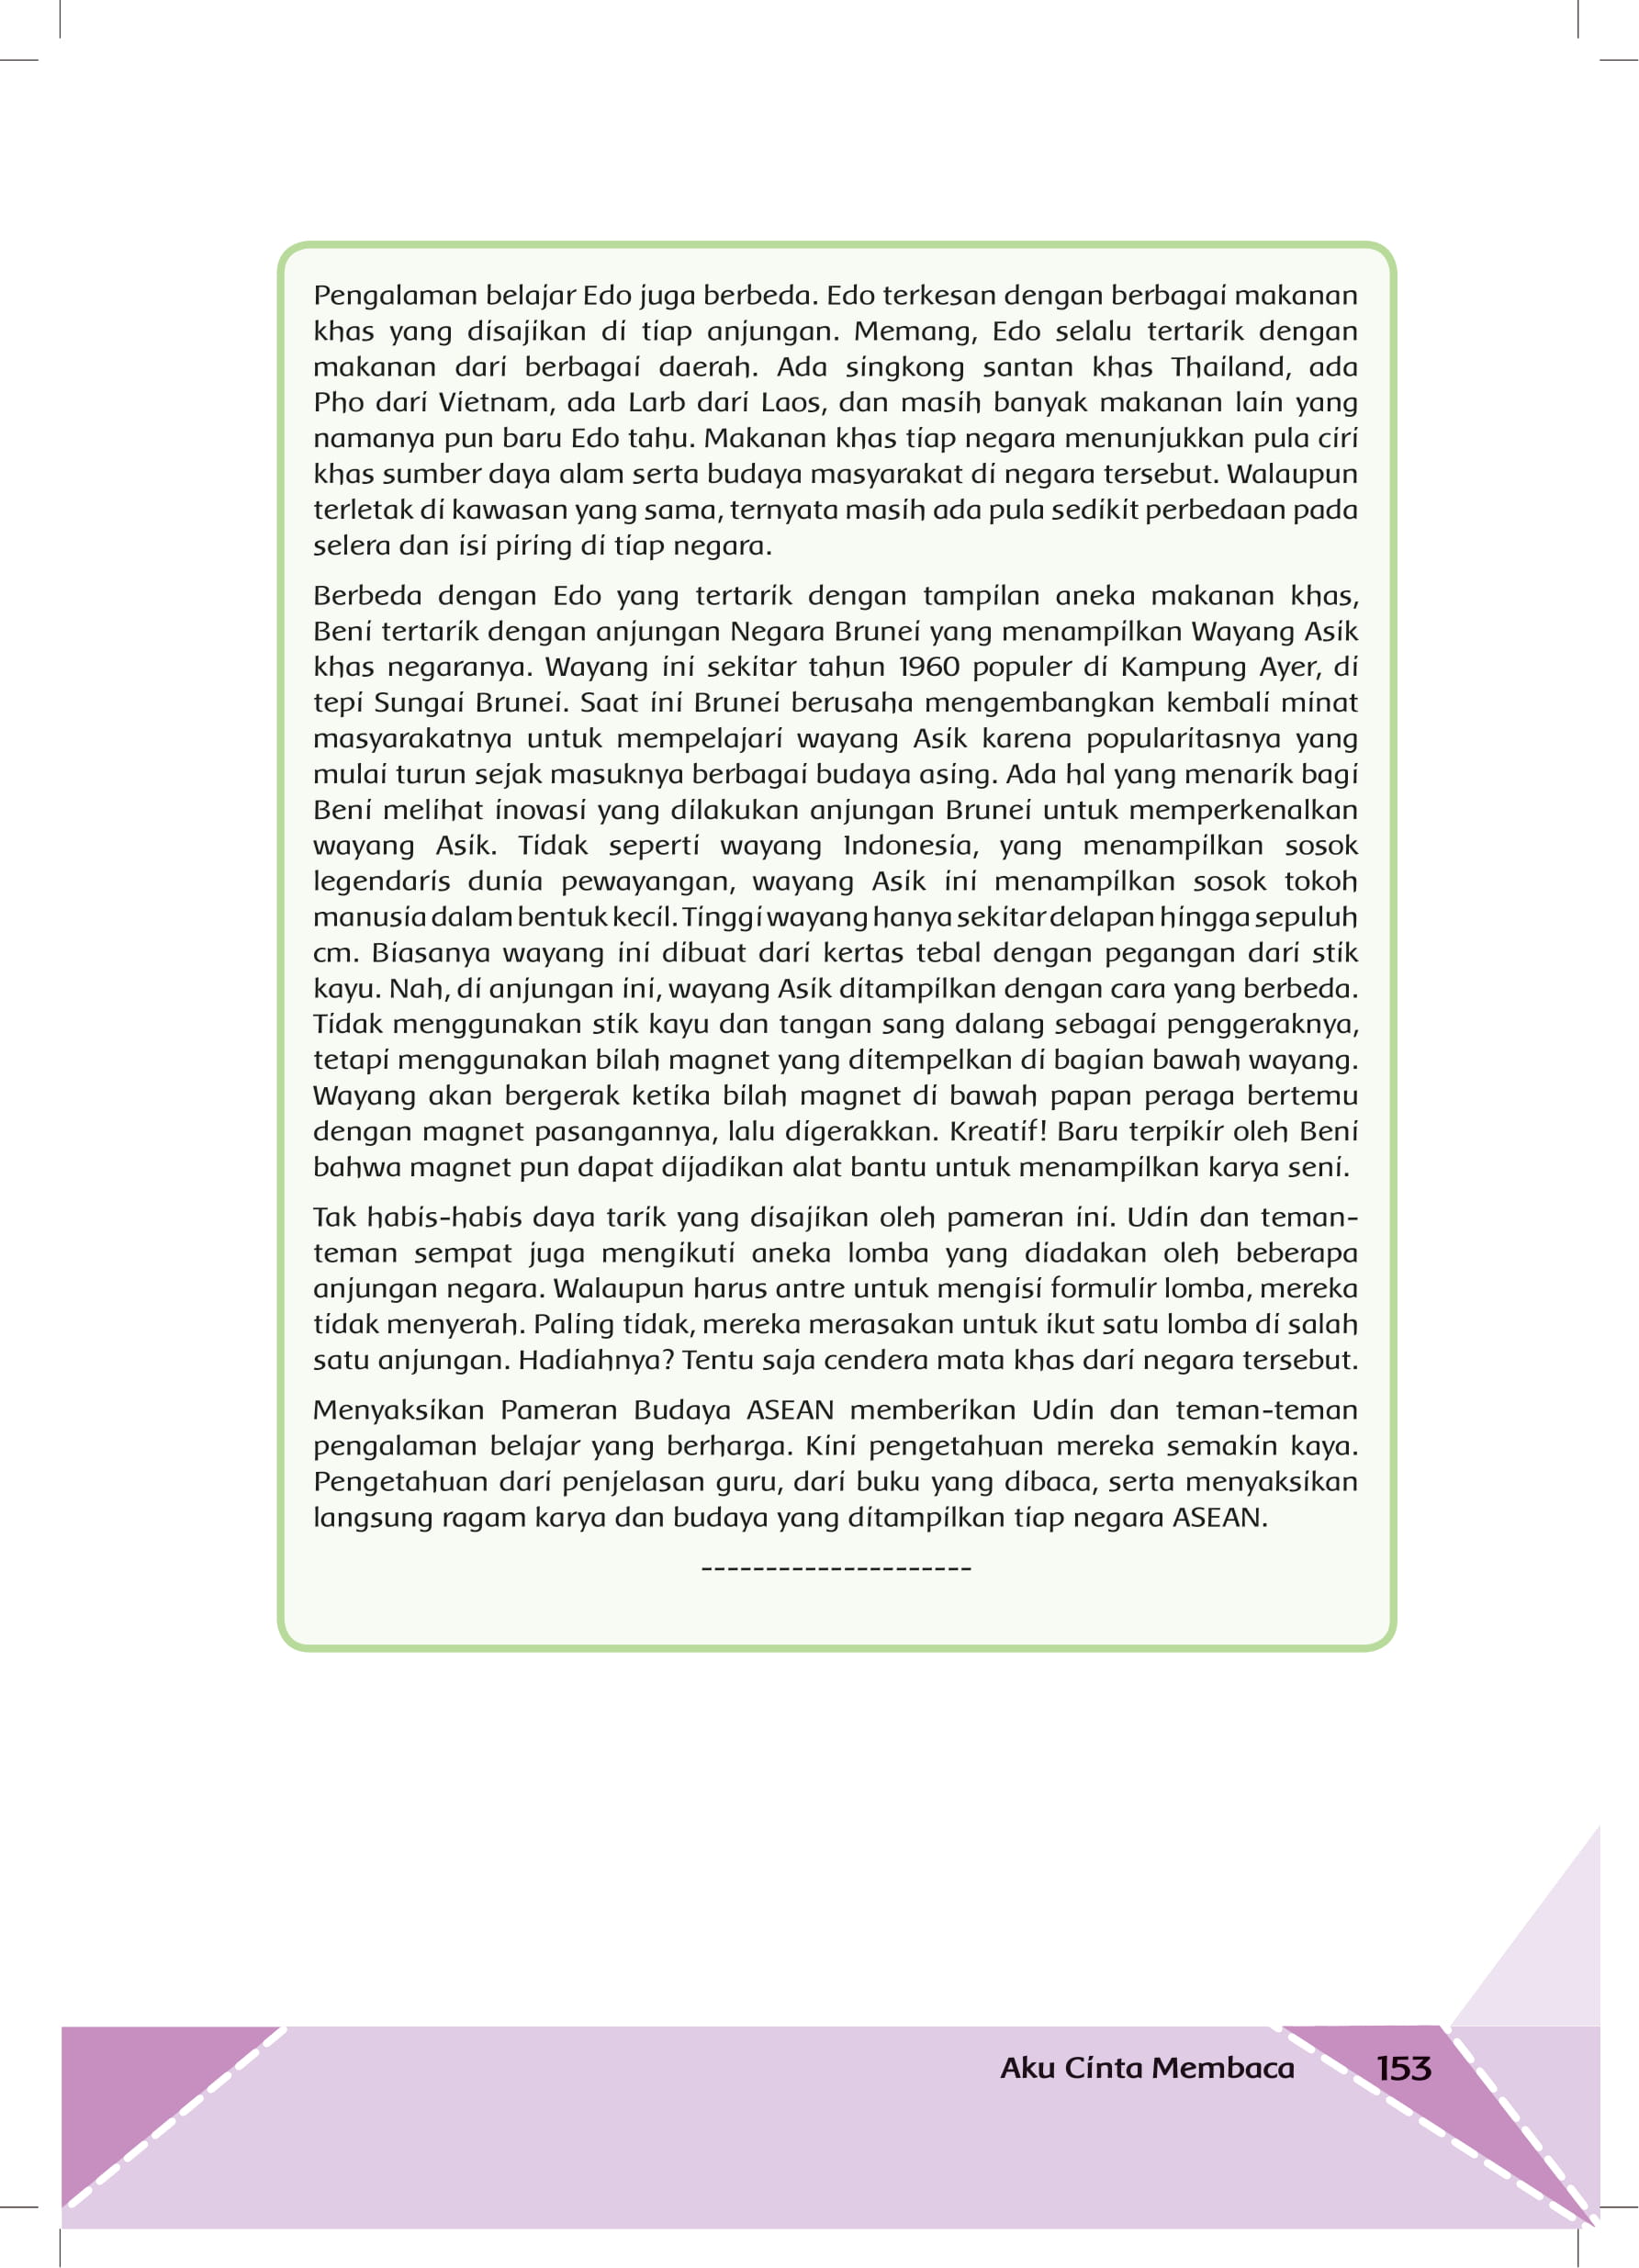 Pengalaman belajar Edo juga berbeda. Edo terkesan dengan berbagai makanan
khas yang disajikan di tiap anjungan. Memang, Edo selalu tertarik dengan
makanan dari berbagai daerah. Ada singkong santan khas Thailand, ada
Pho dari Vietnam, ada Larb dari Laos, dan masih banyak makanan lain yang
namanya pun baru Edo tahu. Makanan khas tiap negara menunjukkan pula ciri
khas sumber daya alam serta budaya masyarakat di negara tersebut. Walaupun
terletak di kawasan yang sama, ternyata masih ada pula sedikit perbedaan pada
selera dan isi piring di tiap negara.
Berbeda dengan Edo yang tertarik dengan tampilan aneka makanan khas,
Beni tertarik dengan anjungan Negara Brunei yang menampilkan Wayang Asik
khas negaranya. Wayang ini sekitar tahun 1960 populer di Kampung Ayer, di
tepi Sungai Brunei. Saat ini Brunei berusaha mengembangkan kembali minat
masyarakatnya untuk mempelajari wayang Asik karena popularitasnya yang
mulai turun sejak masuknya berbagai budaya asing. Ada hal yang menarik bagi
Beni melihat inovasi yang dilakukan anjungan Brunei untuk memperkenalkan
wayang Asik. Tidak seperti wayang Indonesia, yang menampilkan sosok
legendaris dunia pewayangan, wayang Asik ini menampilkan sosok tokoh
manusia dalam bentuk kecil. Tinggi wayang hanya sekitar delapan hingga sepuluh
cm. Biasanya wayang ini dibuat dari kertas tebal dengan pegangan dari stik
kayu. Nah, di anjungan ini, wayang Asik ditampilkan dengan cara yang berbeda.
Tidak menggunakan stik kayu dan tangan sang dalang sebagai penggeraknya,
tetapi menggunakan bilah magnet yang ditempelkan di bagian bawah wayang.
Wayang akan bergerak ketika bilah magnet di bawah papan peraga bertemu
dengan magnet pasangannya, lalu digerakkan. Kreatif! Baru terpikir oleh Beni
bahwa magnet pun dapat dijadikan alat bantu untuk menampilkan karya seni.
Tak habis-habis daya tarik yang disajikan oleh pameran ini. Udin dan teman-
teman sempat juga mengikuti aneka lomba yang diadakan oleh beberapa
anjungan negara. Walaupun harus antre untuk mengisi formulir lomba, mereka
tidak menyerah. Paling tidak, mereka merasakan untuk ikut satu lomba di salah
satu anjungan. Hadiahnya? Tentu saja cendera mata khas dari negara tersebut.
Menyaksikan Pameran Budaya ASEAN memberikan Udin dan teman-teman
pengalaman belajar yang berharga. Kini pengetahuan mereka semakin kaya.
Pengetahuan dari penjelasan guru, dari buku yang dibaca, serta menyaksikan
langsung ragam karya dan budaya yang ditampilkan tiap negara ASEAN.
---------------------
Aku Cinta Membaca 153